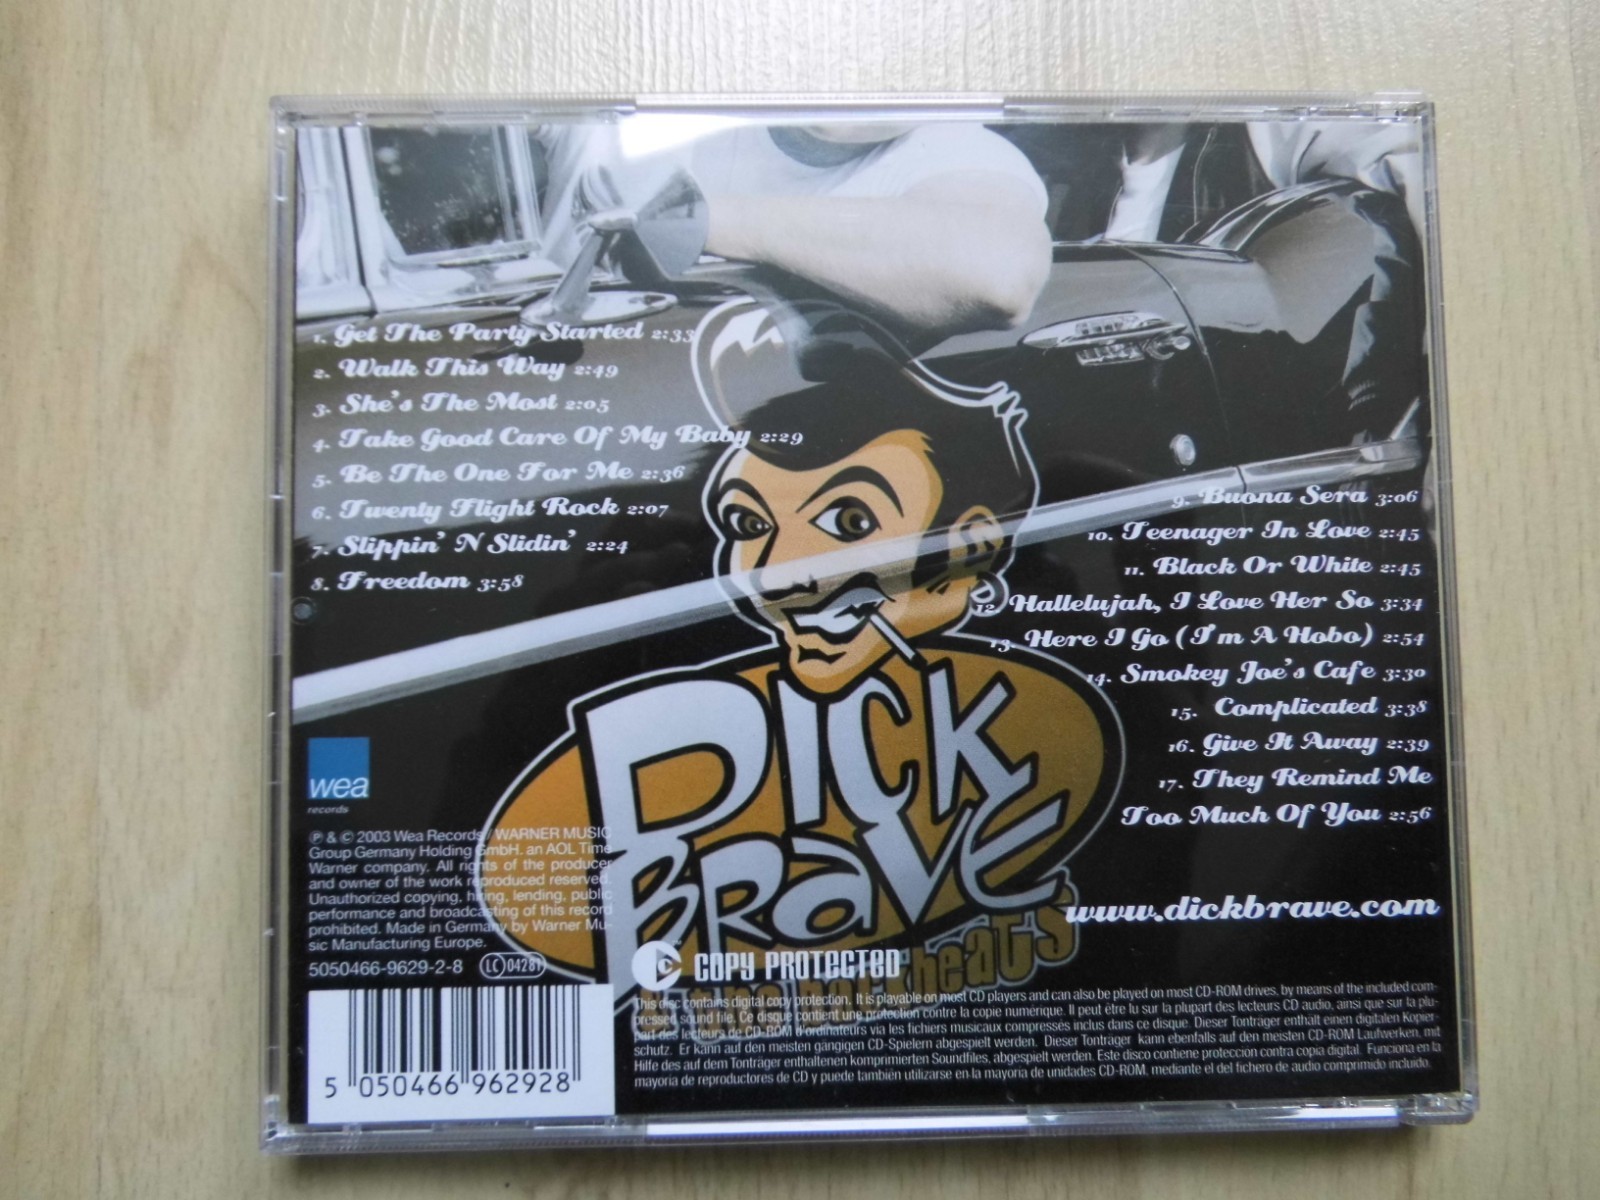 1. Get The Party Started 2:33
2. Walk This Way 2:49
3. She's The Most 2:05
4. Take Good Care Of My Baby 2:29
5. Be The One For Me 2:36
6. Twenty Flight Rock 2:07
7. Slippin' N Slidin' 2:24
8. Freedom 3:58
9. Buona Sera 3:06
10. Teenager In Love 2:45
11. Black Or White 2:45
12. Hallelujah, I Love Her So 3:34
13. Here I Go (I'm A Hobo) 2:54
14. Smokey Joe's Cafe 3:30
15. Complicated 3:38
16. Give It Away 2:39
17. They Remind Me
Too Much Of You 2:56
DICK
BRAVE
& the backbeats
www.dickbrave.com
wea
records
℗ & © 2003 Wea Records / WARNER MUSIC
Group Germany Holding GmbH. an AOL Time
Warner company. All rights of the producer
and owner of the work reproduced reserved.
Unauthorized copying, hiring, lending, public
performance and broadcasting of this record
prohibited. Made in Germany by Warner Mu-
sic Manufacturing Europe.
5050466-9629-2-8 LC 04281
5 050466 962928
COPY PROTECTED
This disc contains digital copy protection. It is playable on most CD players and can also be played on most CD-ROM drives, by means of the included com-
pressed sound file. Ce disque contient une protection contre la copie numérique. Il peut être lu sur la plupart des lecteurs CD audio, ainsi que sur la plu-
part des lecteurs de CD-ROM d'ordinateurs via les fichiers musicaux compressés inclus dans ce disque. Dieser Tonträger enthält einen digitalen Kopier-
schutz. Er kann auf den meisten gängigen CD-Spielern abgespielt werden. Dieser Tonträger kann ebenfalls auf den meisten CD-ROM Laufwerken, mit
Hilfe des auf dem Tonträger enthaltenen komprimierten Soundfiles, abgespielt werden. Este disco contiene proteccion contra copia digital. Funciona en la
mayoria de reproductores de CD y puede también utilizarse en la mayoria de unidades CD-ROM, mediante el del fichero de audio comprimido incluido.